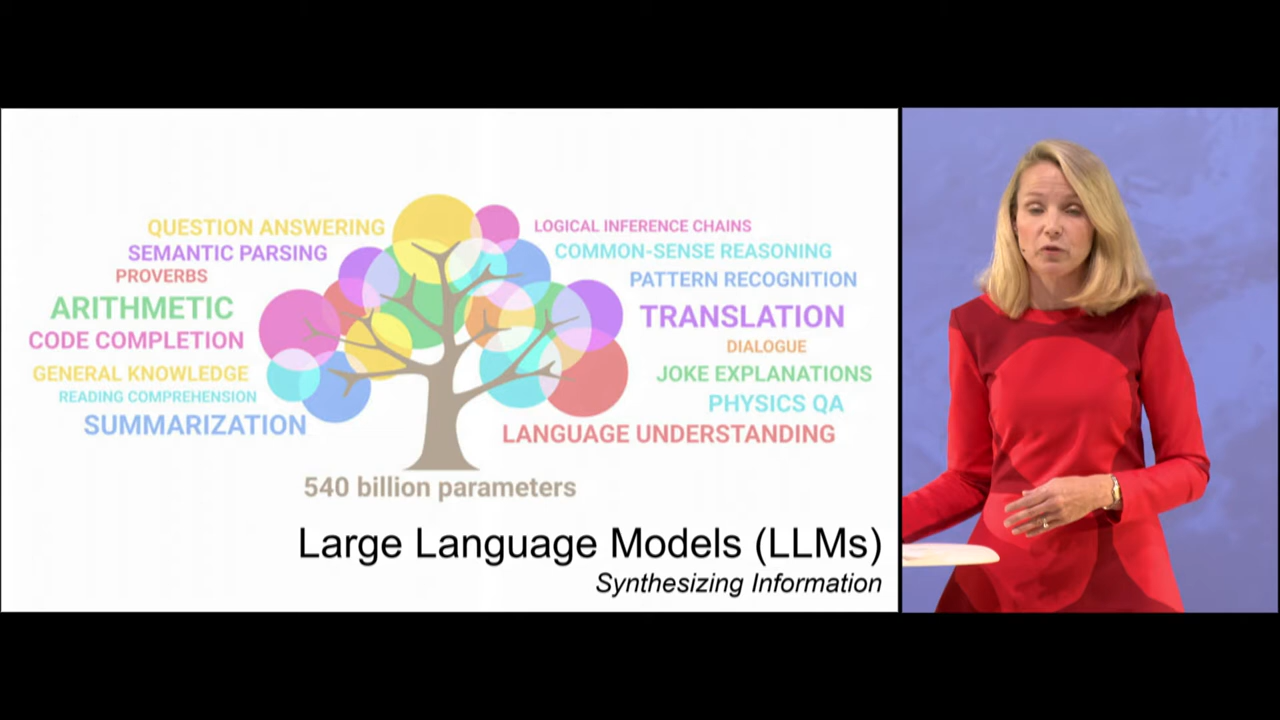 QUESTION ANSWERING
SEMANTIC PARSING
PROVERBS
ARITHMETIC
CODE COMPLETION
GENERAL KNOWLEDGE
READING COMPREHENSION
SUMMARIZATION
LOGICAL INFERENCE CHAINS
COMMON-SENSE REASONING
PATTERN RECOGNITION
TRANSLATION
DIALOGUE
JOKE EXPLANATIONS
PHYSICS QA
LANGUAGE UNDERSTANDING
540 billion parameters
Large Language Models (LLMs)
Synthesizing Information